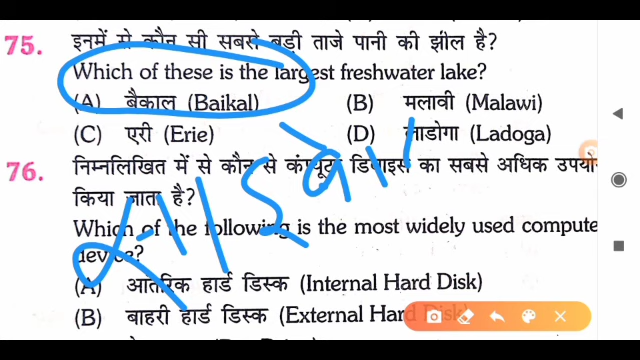 75. इनमें से कौन सी सबसे बड़ी ताजे पानी की झील है?
Which of these is the largest freshwater lake?
(A) बैकाल (Baikal) (B) मलावी (Malawi)
(C) एरी (Erie) (D) लाडोगा (Ladoga)
76. निम्नलिखित में से कौन से कंप्यूटर डिवाइस का सबसे अधिक उपयो
किया जाता है?
Which of the following is the most widely used compute
device?
(A) आंतरिक हार्ड डिस्क (Internal Hard Disk)
(B) बाहरी हार्ड डिस्क (External Hard Disk)